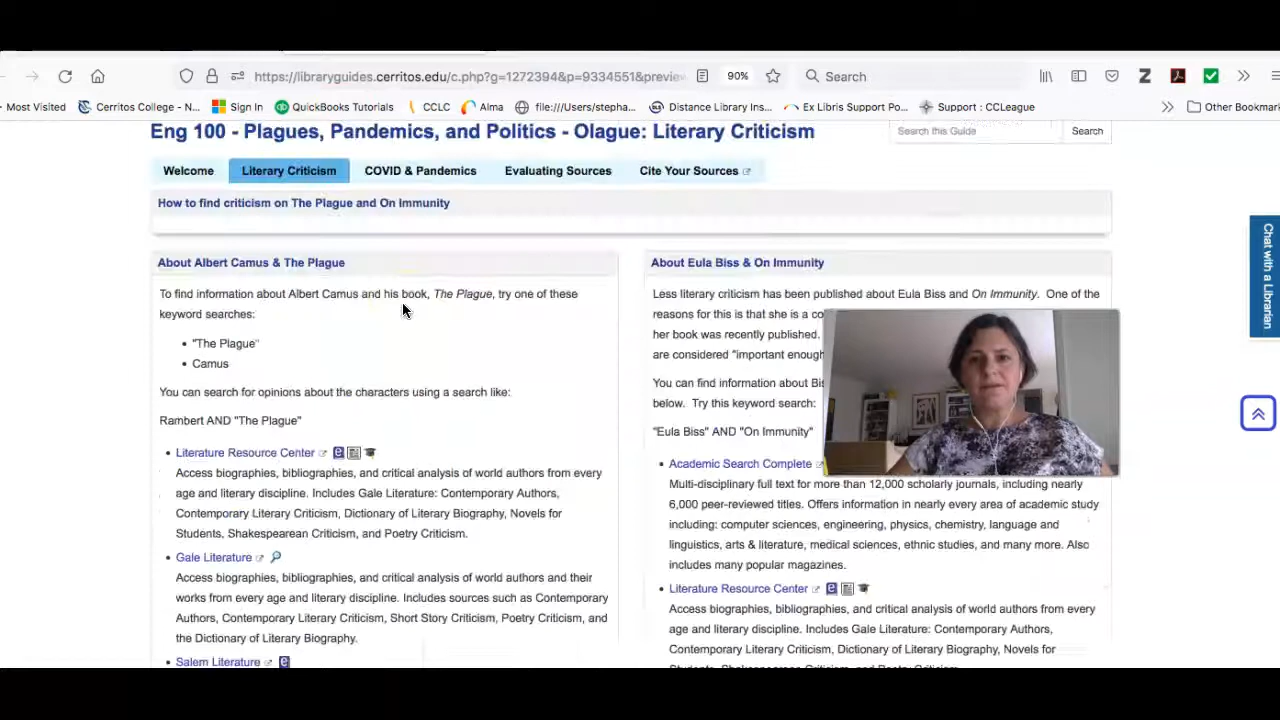 https://libraryguides.cerritos.edu/c.php?g=1272394&p=9334551&preview
90%
Search
Most Visited
Cerritos College - N...
Sign In
QuickBooks Tutorials
CCLC
Alma
file:///Users/stepha...
Distance Library Ins...
Ex Libris Support Po...
Support : CCLeague
Other Bookmar
Eng 100 - Plagues, Pandemics, and Politics - Olague: Literary Criticism
Search this Guide
Search
Welcome
Literary Criticism
COVID & Pandemics
Evaluating Sources
Cite Your Sources
How to find criticism on The Plague and On Immunity
About Albert Camus & The Plague
To find information about Albert Camus and his book, The Plague, try one of these
keyword searches:
• "The Plague"
• Camus
You can search for opinions about the characters using a search like:
Rambert AND "The Plague"
• Literature Resource Center
Access biographies, bibliographies, and critical analysis of world authors from every
age and literary discipline. Includes Gale Literature: Contemporary Authors,
Contemporary Literary Criticism, Dictionary of Literary Biography, Novels for
Students, Shakespearean Criticism, and Poetry Criticism.
• Gale Literature
Access biographies, bibliographies, and critical analysis of world authors and their
works from every age and literary discipline. Includes sources such as Contemporary
Authors, Contemporary Literary Criticism, Short Story Criticism, Poetry Criticism, and
the Dictionary of Literary Biography.
• Salem Literature
About Eula Biss & On Immunity
Less literary criticism has been published about Eula Biss and On Immunity. One of the
reasons for this is that she is a co
her book was recently published.
are considered "important enough
You can find information about Bis
below. Try this keyword search:
"Eula Biss" AND "On Immunity"
• Academic Search Complete
Multi-disciplinary full text for more than 12,000 scholarly journals, including nearly
6,000 peer-reviewed titles. Offers information in nearly every area of academic study
including: computer sciences, engineering, physics, chemistry, language and
linguistics, arts & literature, medical sciences, ethnic studies, and many more. Also
includes many popular magazines.
• Literature Resource Center
Access biographies, bibliographies, and critical analysis of world authors from every
age and literary discipline. Includes Gale Literature: Contemporary Authors,
Contemporary Literary Criticism, Dictionary of Literary Biography, Novels for
Chat with a Librarian